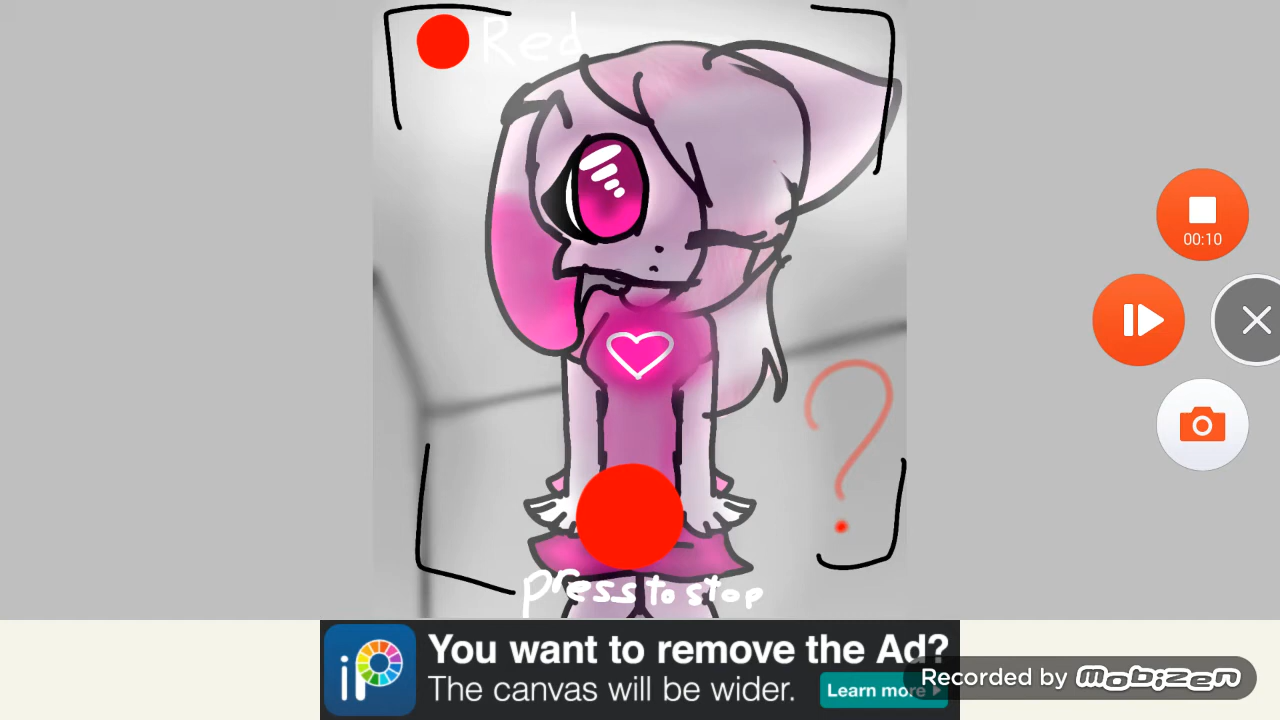 Red
00:10
?
press to stop
iP
You want to remove the Ad?
The canvas will be wider.
Learn more
Recorded by mobizen